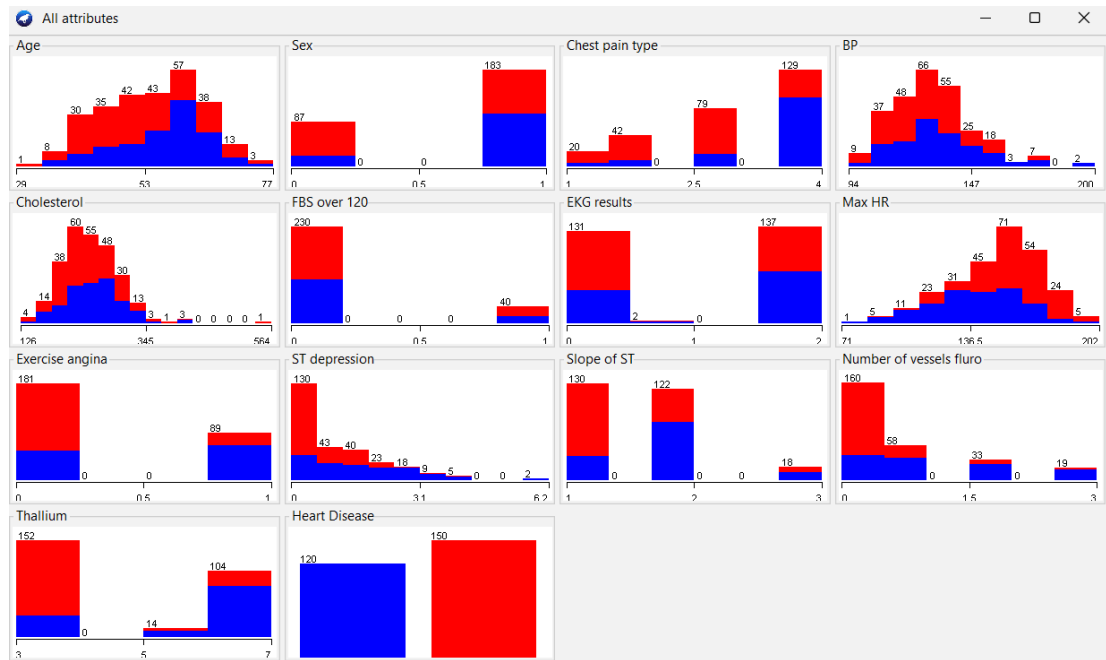 All attributes
Age Sex Chest pain type BP
1 8 30 35 42 43 57 38 13 3
29 53 77
87 0 0 183
0 0.5 1
20 42 0 79 0 129
1 2.5 4
9 37 48 66 55 25 18 3 7 0 2
94 147 200
Cholesterol FBS over 120 EKG results Max HR
4 14 38 60 55 48 30 13 3 1 3 0 0 0 0 1
126 345 564
230 0 0 0 40
0 0.5 1
131 2 0 137
0 1 2
1 5 11 23 31 45 71 54 24 5
71 136.5 202
Exercise angina ST depression Slope of ST Number of vessels fluro
181 0 0 89
0 0.5 1
130 43 40 23 18 9 5 0 0 2
0 3.1 6.2
130 0 122 0 0 18
1 2 3
160 58 0 33 0 19
0 1.5 3
Thallium Heart Disease
152 0 14 104
3 5 7
120 150